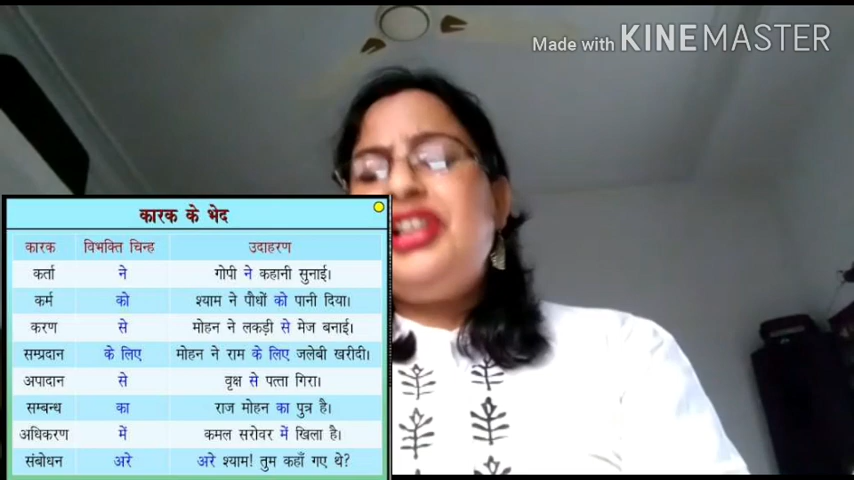 Made with KINEMASTER
कारक के भेद
कारक विभक्ति चिन्ह उदाहरण
कर्ता ने गोपी ने कहानी सुनाई।
कर्म को श्याम ने पौधों को पानी दिया।
करण से मोहन ने लकड़ी से मेज बनाई।
सम्प्रदान के लिए मोहन ने राम के लिए जलेबी खरीदी।
अपादान से वृक्ष से पत्ता गिरा।
सम्बन्ध का राज मोहन का पुत्र है।
अधिकरण में कमल सरोवर में खिला है।
संबोधन अरे अरे श्याम! तुम कहाँ गए थे?